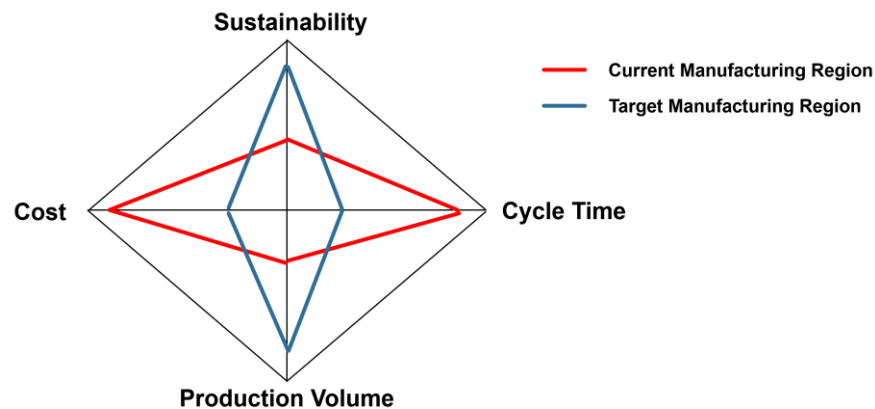 Sustainability
Current Manufacturing Region
Target Manufacturing Region
Cost
Cycle Time
Production Volume